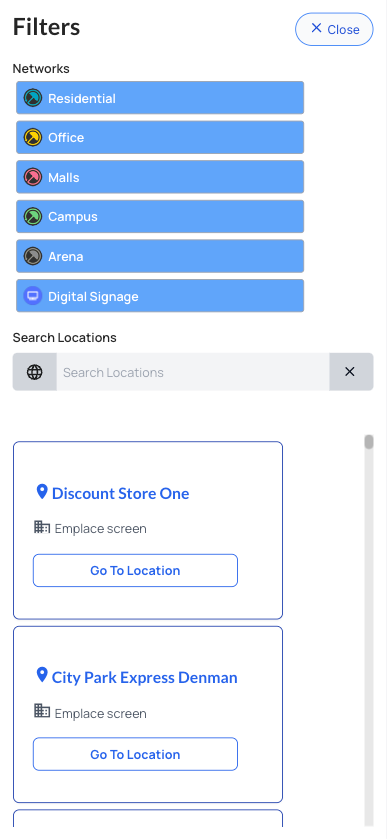 Filters
Close
Networks
Residential
Office
Malls
Campus
Arena
Digital Signage
Search Locations
Search Locations
Discount Store One
Emplace screen
Go To Location
City Park Express Denman
Emplace screen
Go To Location